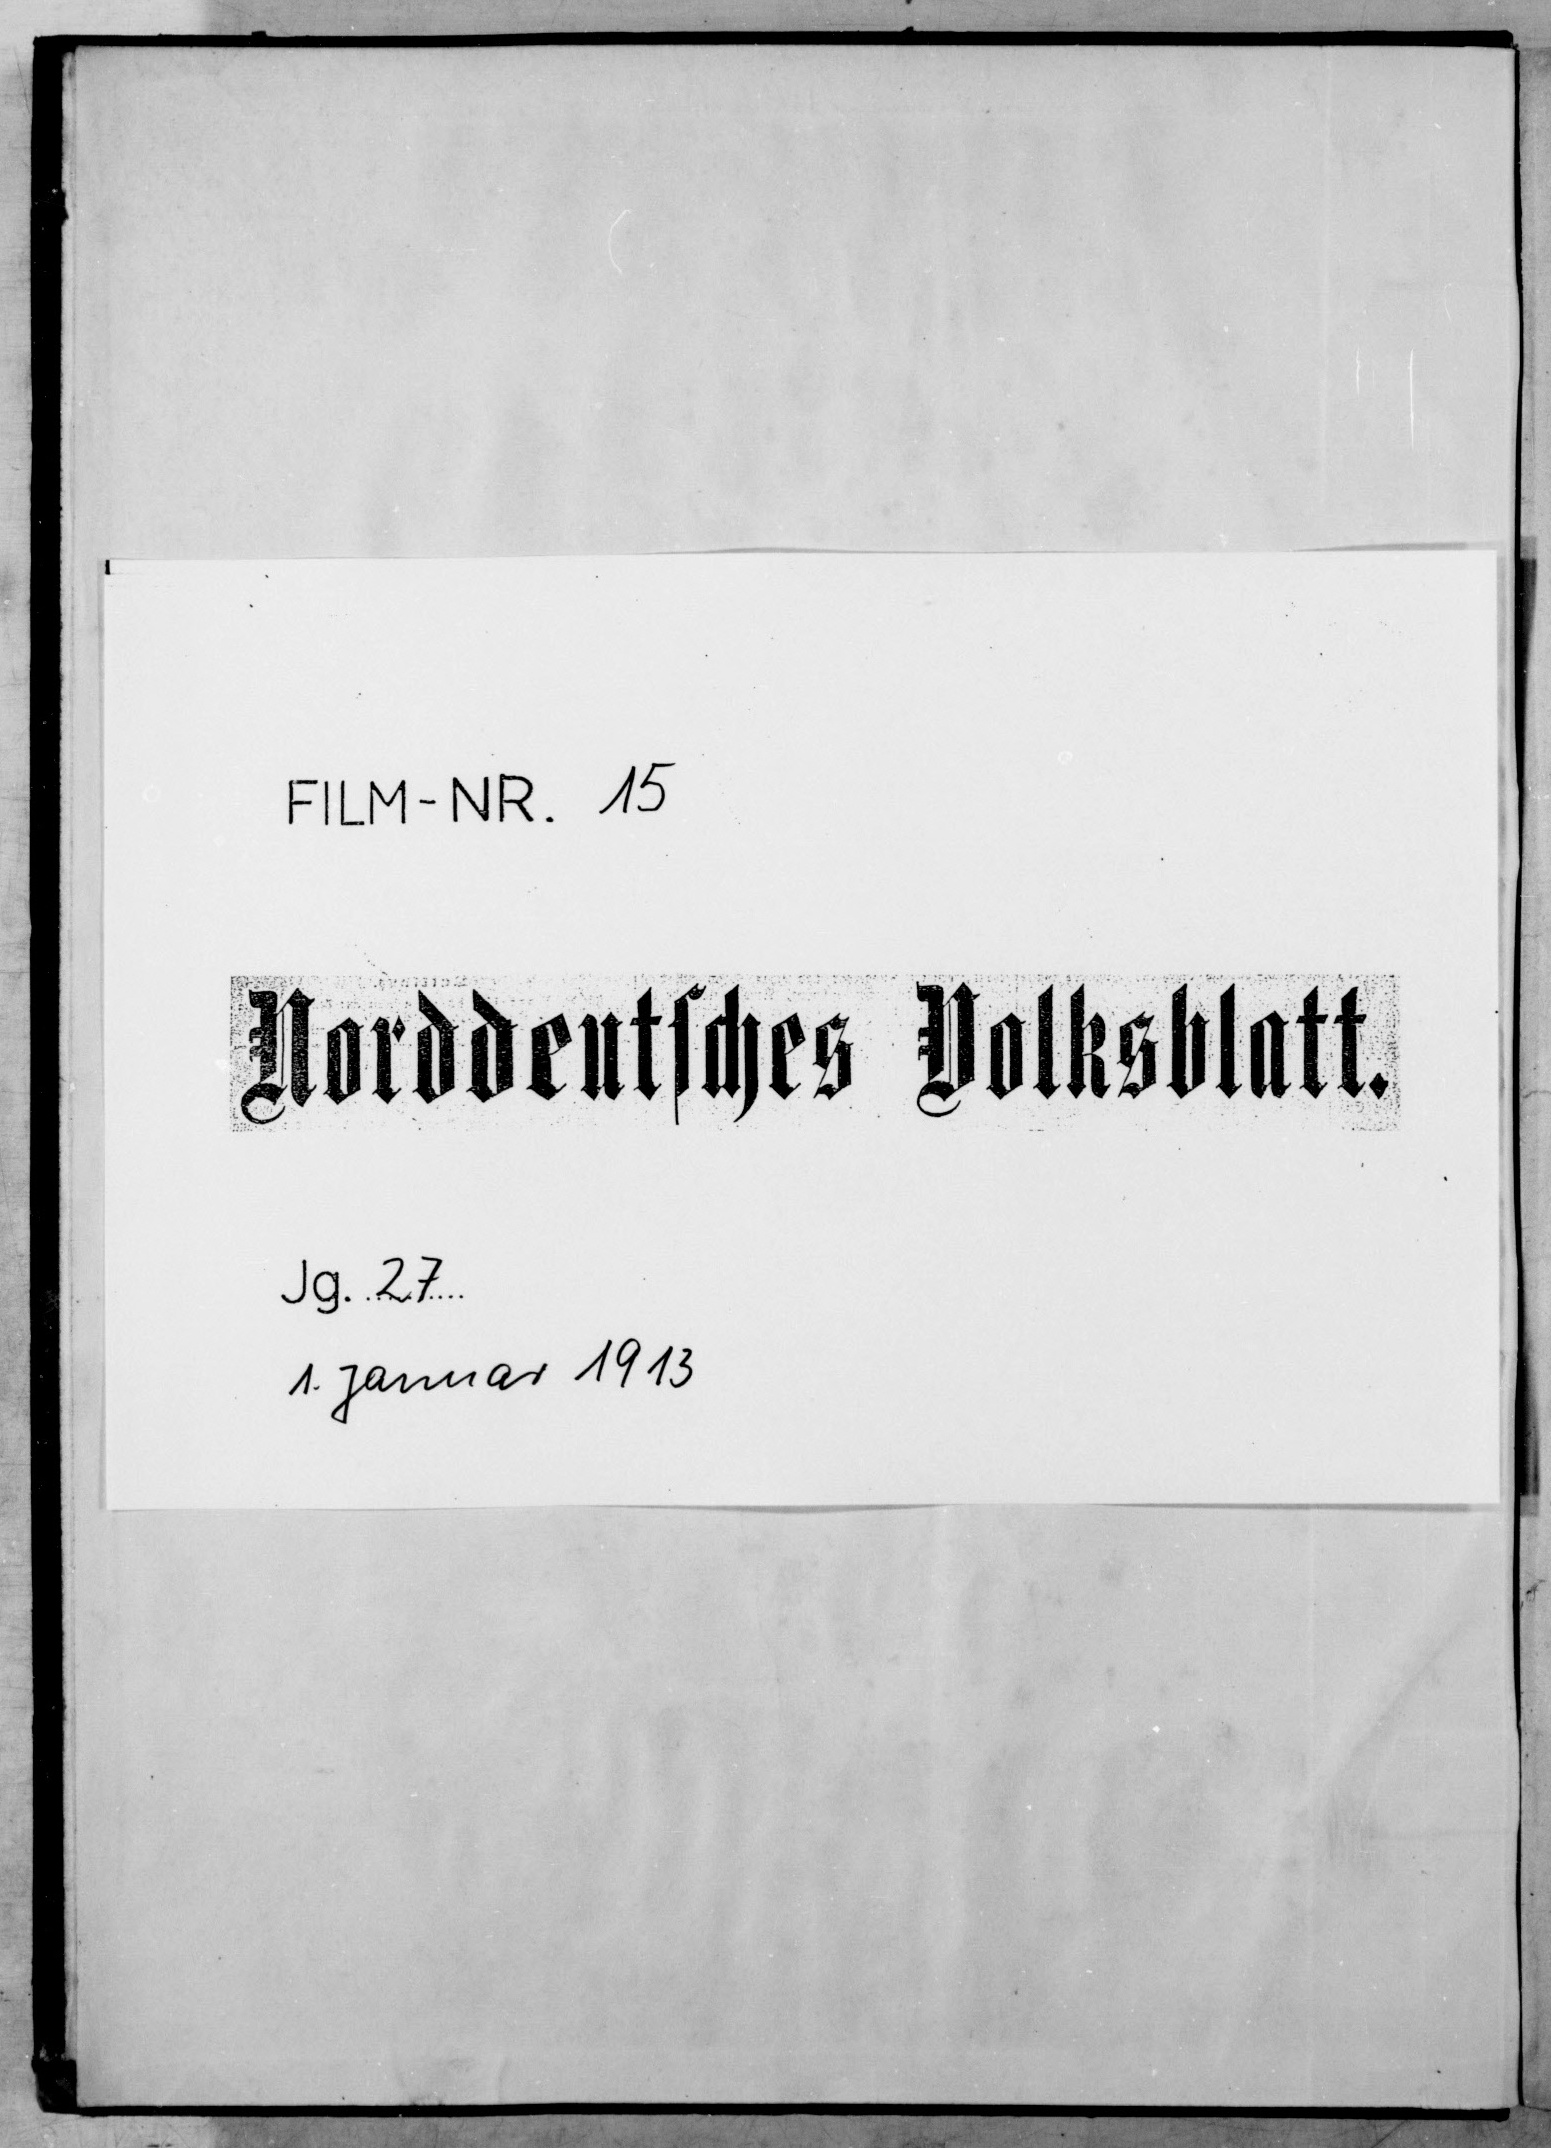 FILM-NR. 15
Norddeutſches Volksblatt.
Jg. 27
1. Januar 1913